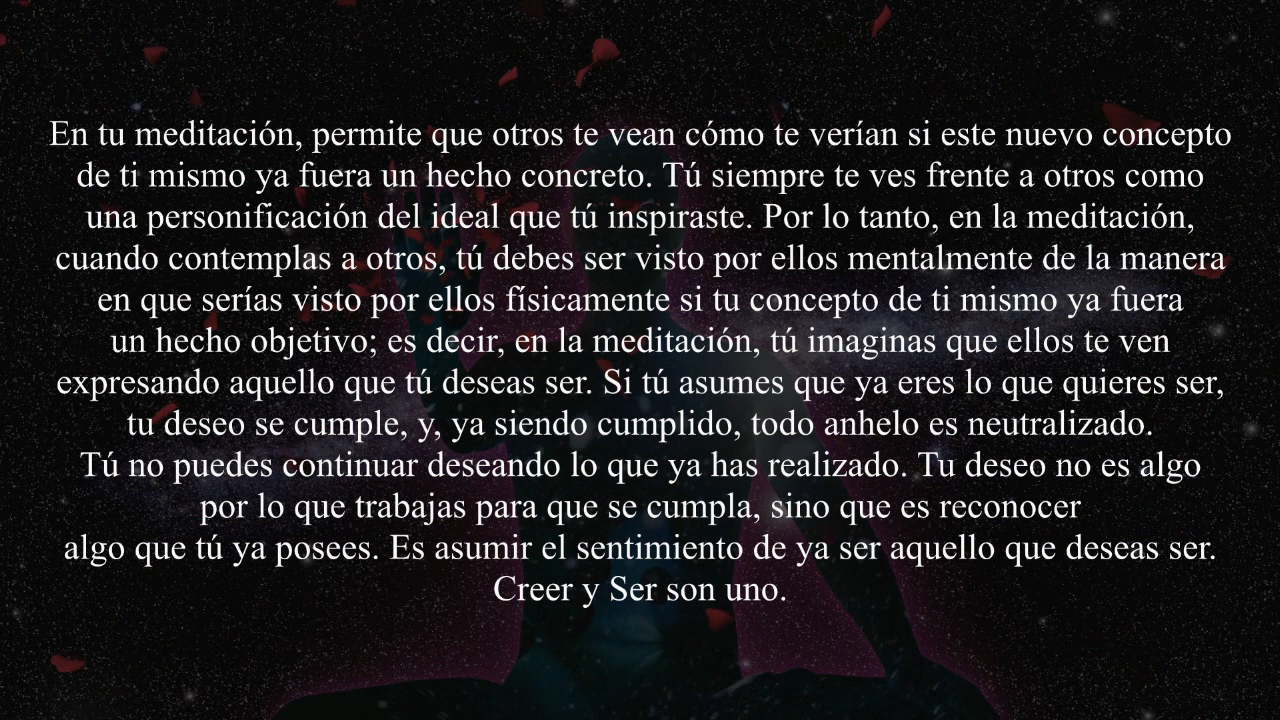 En tu meditación, permite que otros te vean cómo te verían si este nuevo concepto
de ti mismo ya fuera un hecho concreto. Tú siempre te ves frente a otros como
una personificación del ideal que tú inspiraste. Por lo tanto, en la meditación,
cuando contemplas a otros, tú debes ser visto por ellos mentalmente de la manera
en que serías visto por ellos físicamente si tu concepto de ti mismo ya fuera
un hecho objetivo; es decir, en la meditación, tú imaginas que ellos te ven
expresando aquello que tú deseas ser. Si tú asumes que ya eres lo que quieres ser,
tu deseo se cumple, y, ya siendo cumplido, todo anhelo es neutralizado.
Tú no puedes continuar deseando lo que ya has realizado. Tu deseo no es algo
por lo que trabajas para que se cumpla, sino que es reconocer
algo que tú ya posees. Es asumir el sentimiento de ya ser aquello que deseas ser.
Creer y Ser son uno.